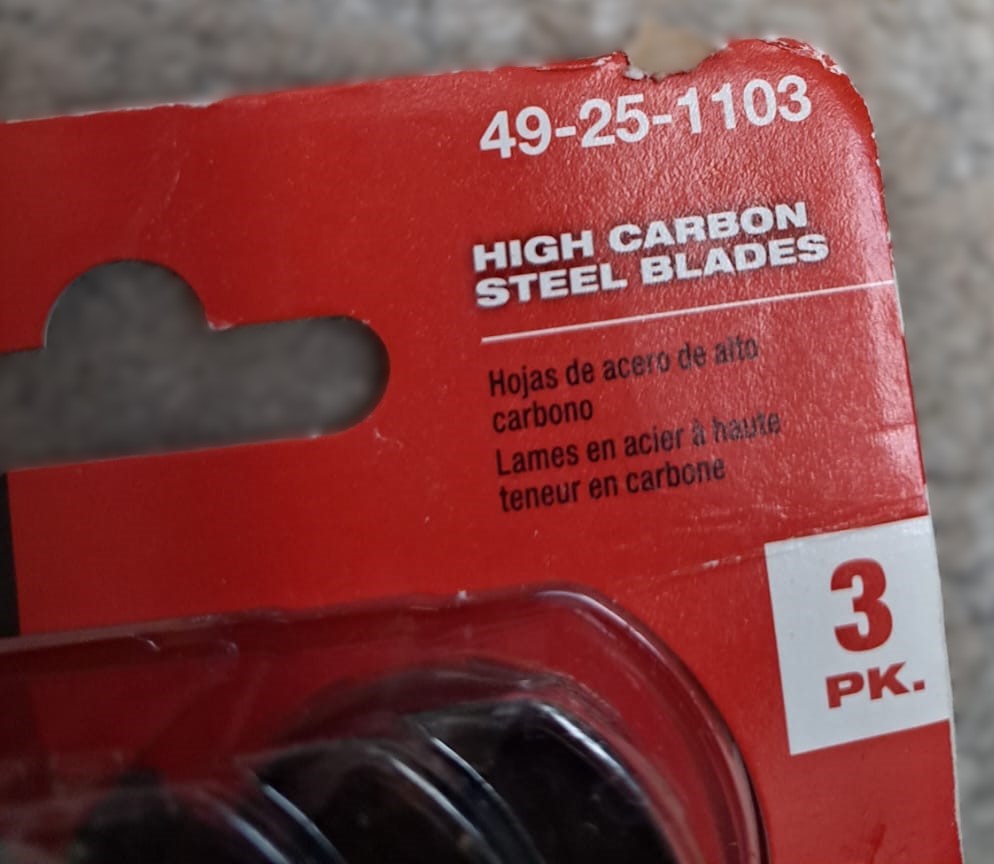 49-25-1103
HIGH CARBON
STEEL BLADES
Hojas de acero de alto
carbono
Lames en acier à haute
teneur en carbone
3
PK.